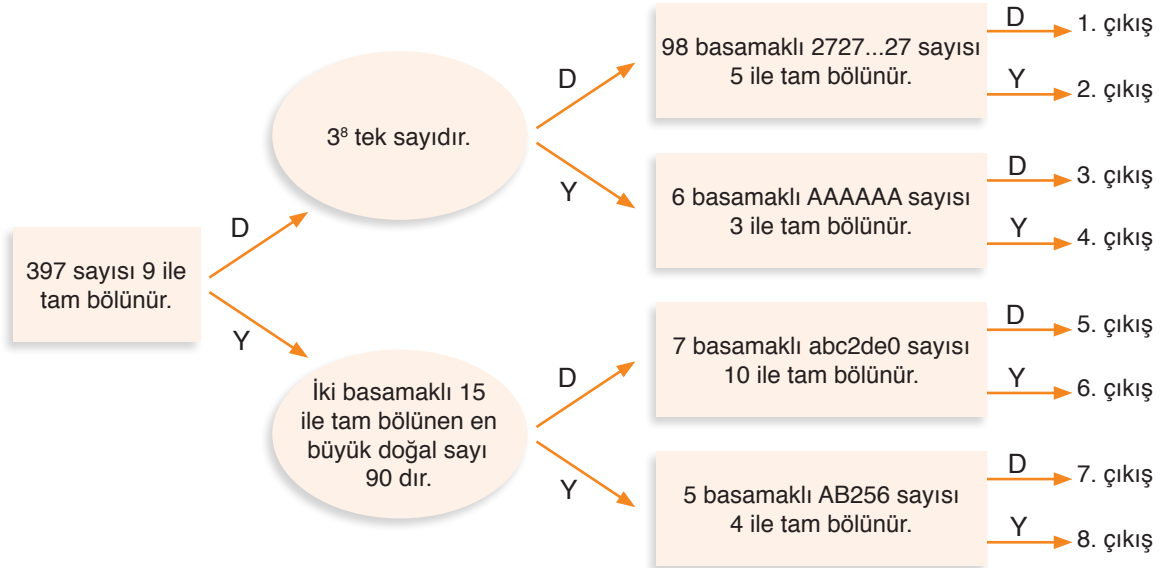 397 sayısı 9 ile
tam bölünür.
D
Y
3⁸ tek sayıdır.
D
Y
İki basamaklı 15
ile tam bölünen en
büyük doğal sayı
90 dır.
D
Y
98 basamaklı 2727...27 sayısı
5 ile tam bölünür.
D
1. çıkış
Y
2. çıkış
6 basamaklı AAAAAA sayısı
3 ile tam bölünür.
D
3. çıkış
Y
4. çıkış
7 basamaklı abc2de0 sayısı
10 ile tam bölünür.
D
5. çıkış
Y
6. çıkış
5 basamaklı AB256 sayısı
4 ile tam bölünür.
D
7. çıkış
Y
8. çıkış